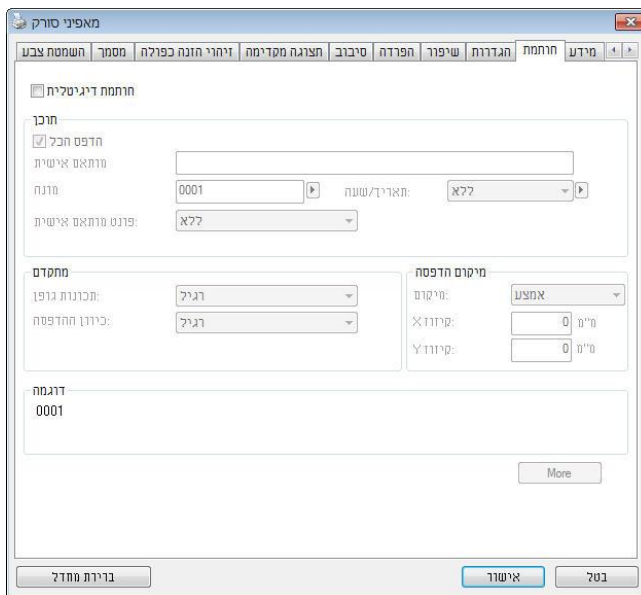 מאפיני סורק
השמטת צבע מסמך זיהוי הזנה כפולה תצוגה מקדימה סיבוב הפרדה שיפור הגדרות חותמת מידע
חותמת דיגיטלית
תוכן
הדפס הכל
מותאם אישית
מונה 0001 תאריך/שעה: ללא
פונט מותאם אישית: ללא
מתקדם
תכונות גופן: רגיל
כיוון ההדפסה: רגיל
מיקום הדפסה
מיקום: אמצע
קיזוז X: 0 מ"מ
קיזוז Y: 0 מ"מ
דוגמה
0001
More
ברירת מחדל אישור בטל